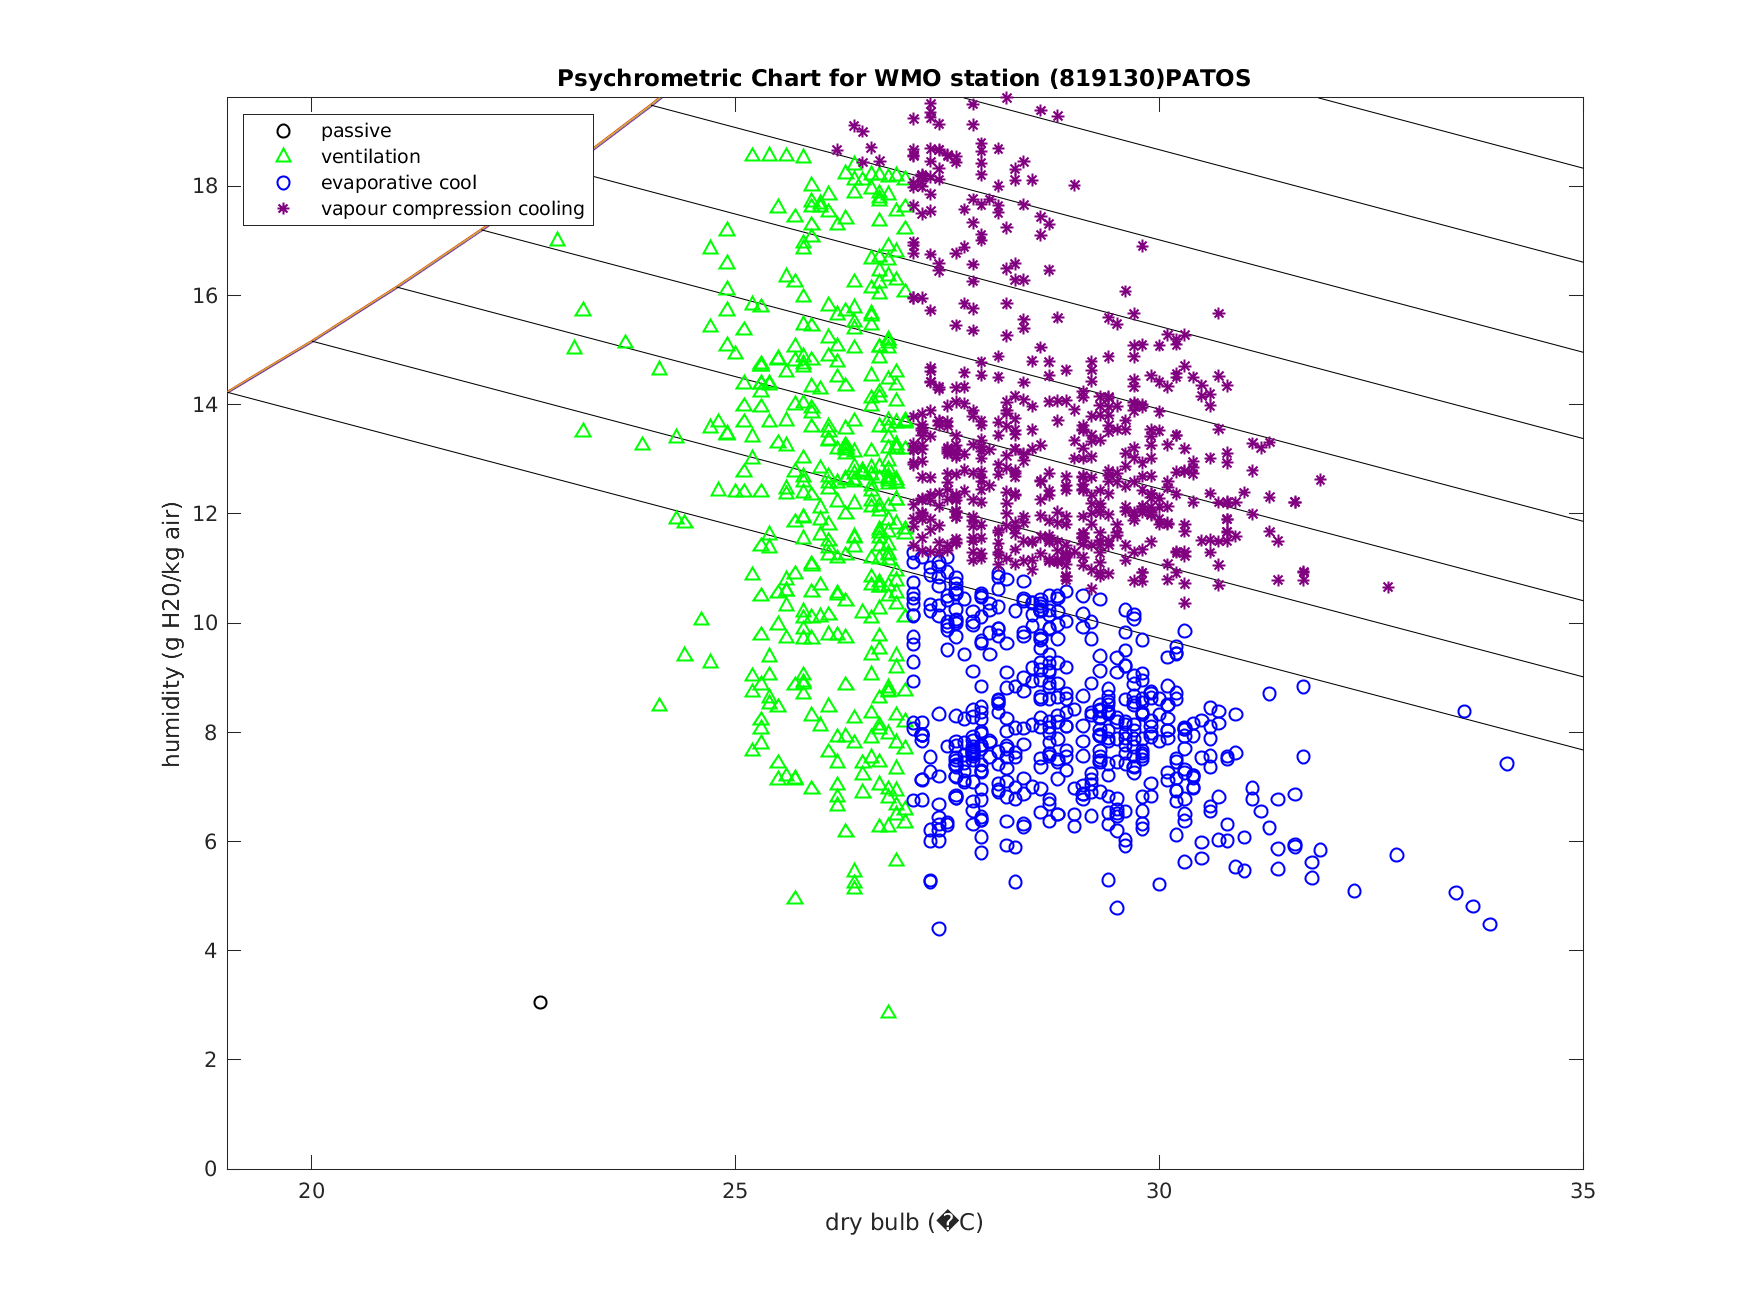 Psychrometric Chart for WMO station (819130)PATOS
passive
ventilation
evaporative cool
vapour compression cooling
humidity (g H20/kg air)
18
16
14
12
10
8
6
4
2
0
20 25 30 35
dry bulb (�C)